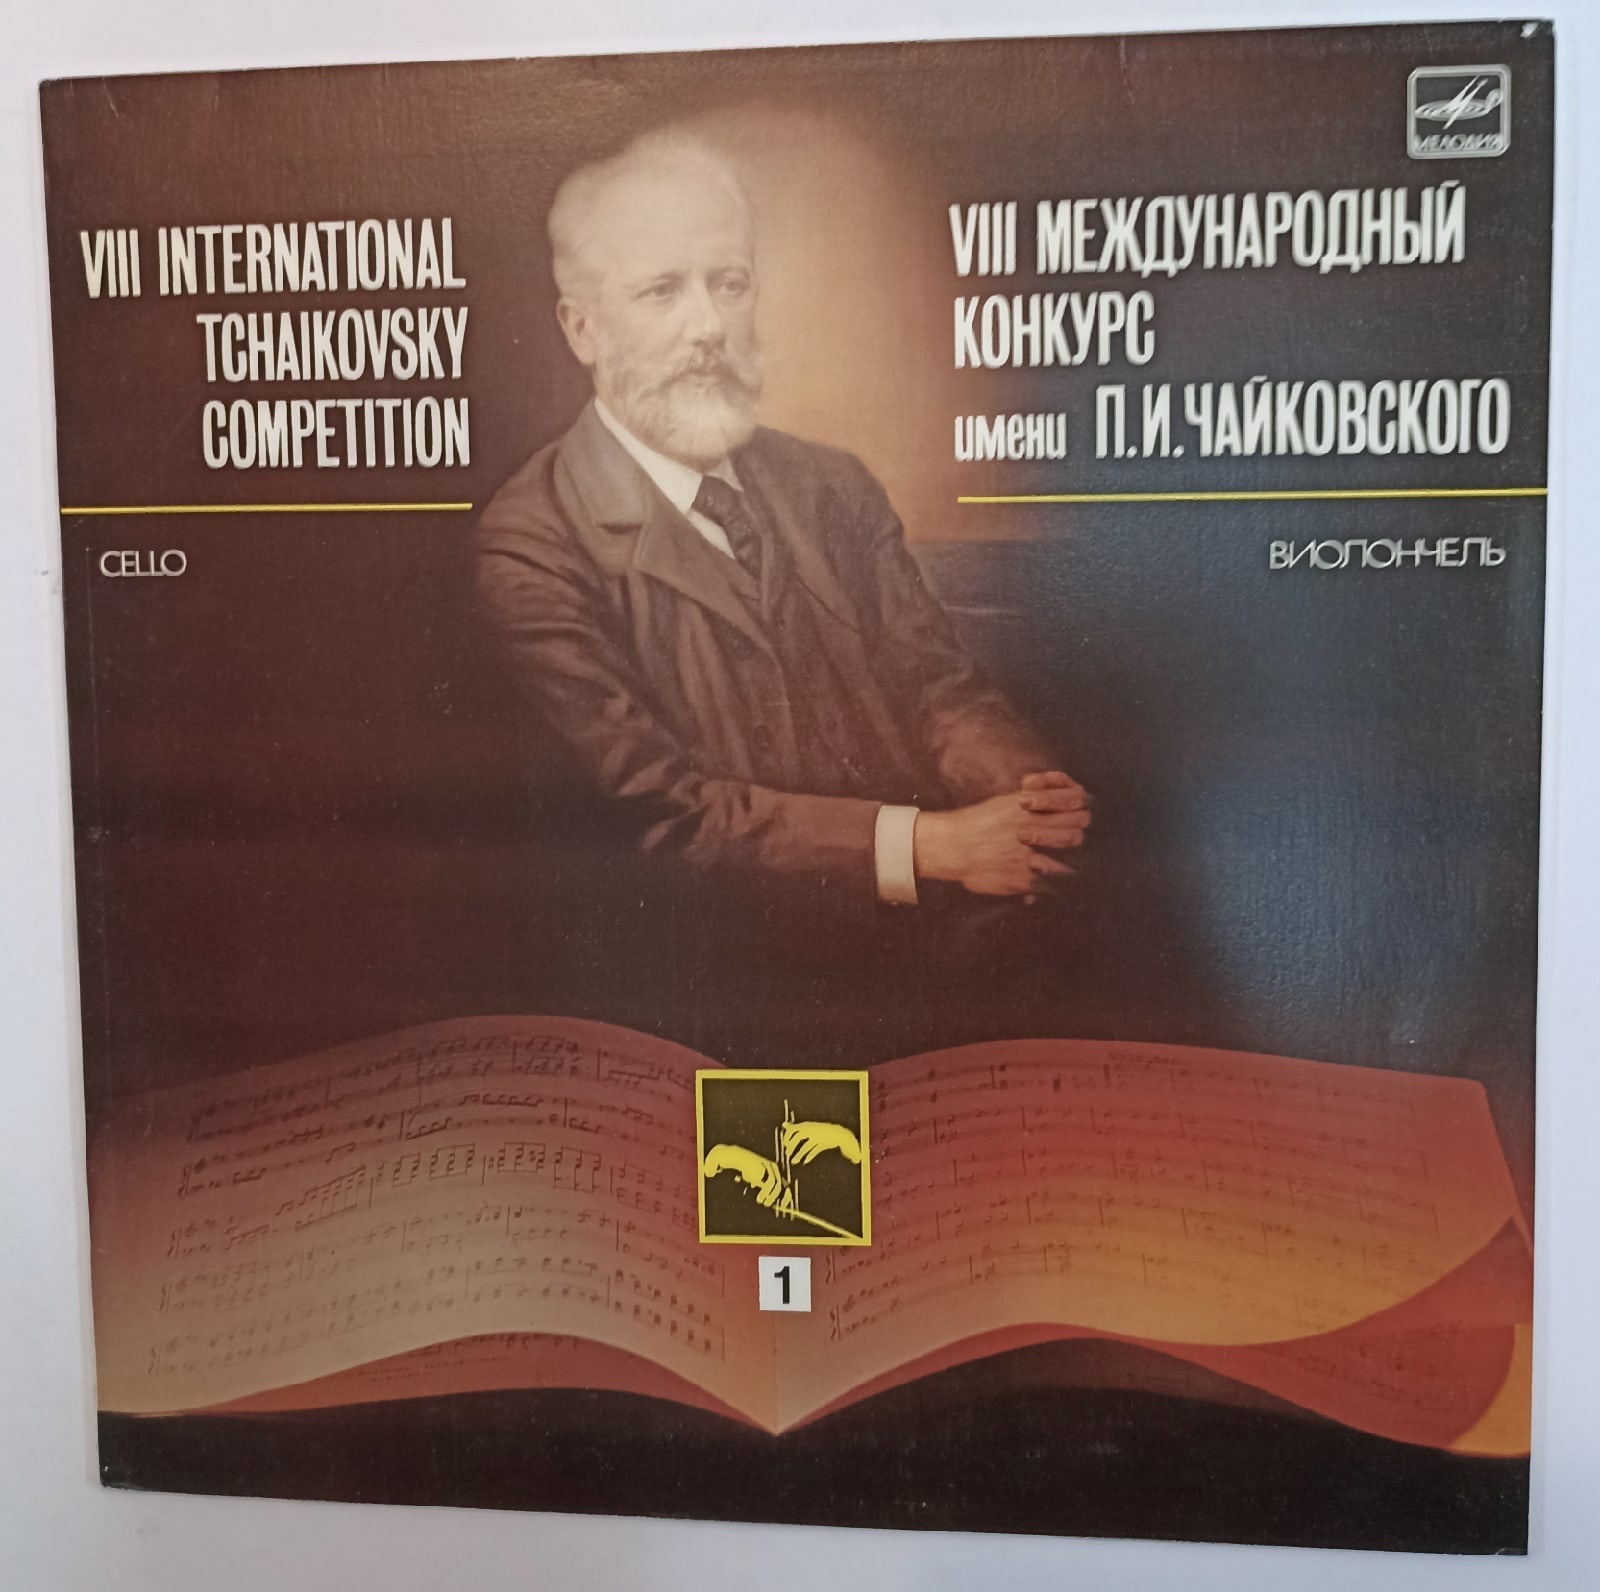 МЕЛОДИЯ
VIII INTERNATIONAL
TCHAIKOVSKY
COMPETITION
CELLO
VIII МЕЖДУНАРОДНЫЙ
КОНКУРС
имени П.И.ЧАЙКОВСКОГО
ВИОЛОНЧЕЛЬ
1